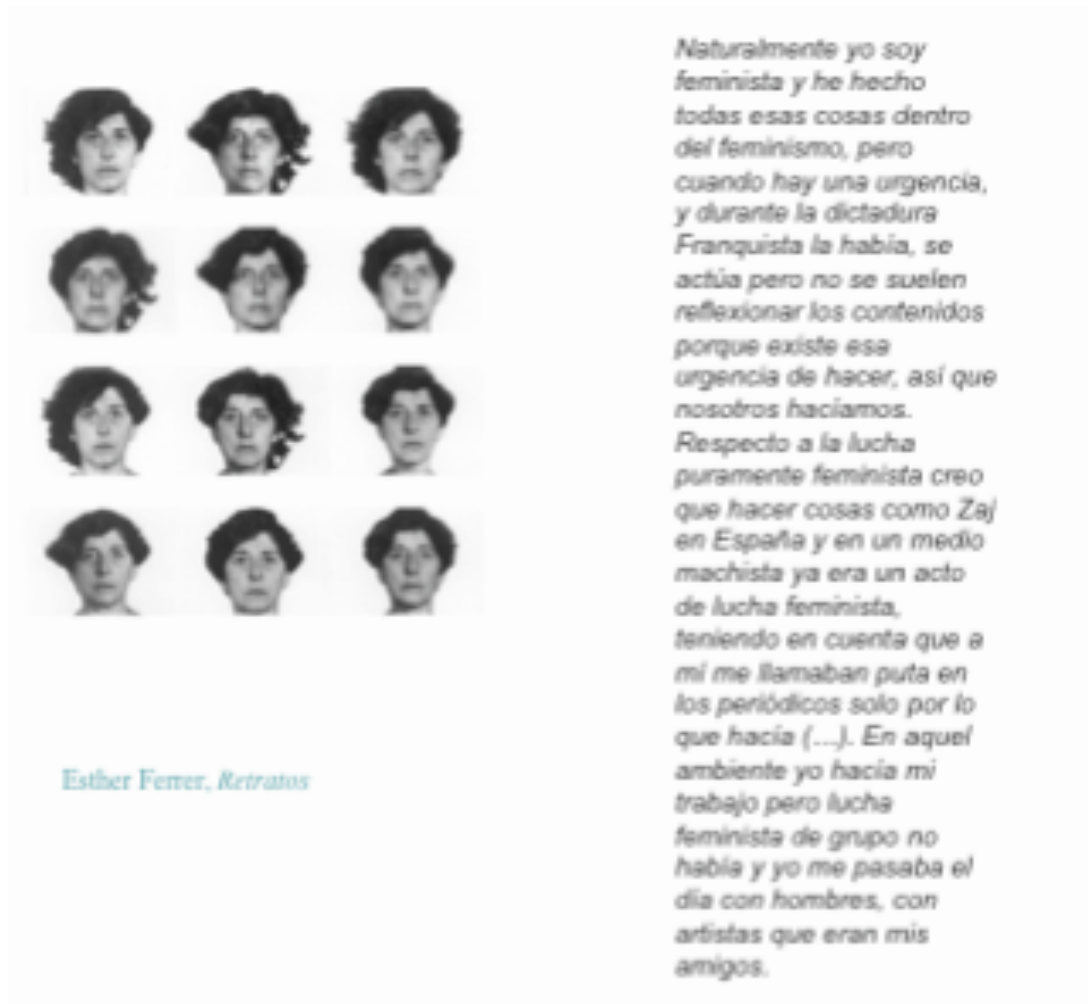 Naturalmente yo soy
feminista y he hecho
todas esas cosas dentro
del feminismo, pero
cuando hay una urgencia,
y durante la dictadura
Franquista la había, se
actúa pero no se suelen
reflexionar los contenidos
porque existe esa
urgencia de hacer, así que
nosotros hacíamos.
Respecto a la lucha
puramente feminista creo
que hacer cosas como Zaj
en España y en un medio
machista ya era un acto
de lucha feminista,
teniendo en cuenta que a
mí me llamaban puta en
los periódicos solo por lo
que hacía (...). En aquel
ambiente yo hacía mi
trabajo pero lucha
feminista de grupo no
había y yo me pasaba el
día con hombres, con
artistas que eran mis
amigos.
Esther Ferrer, Retratos